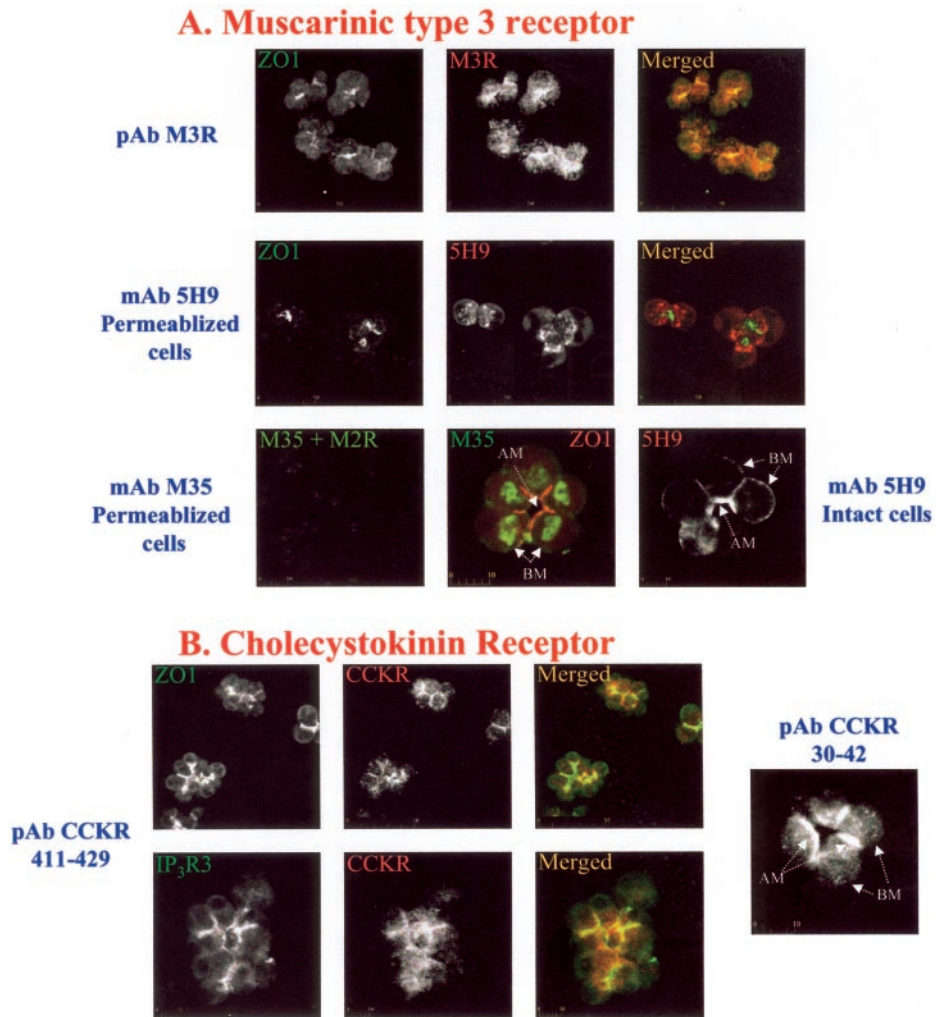 A. Muscarinic type 3 receptor
pAb M3R
ZO1
M3R
Merged
mAb 5H9
Permeablized
cells
ZO1
5H9
Merged
mAb M35
Permeablized
cells
M35 + M2R
M35
ZO1
AM
BM
5H9
BM
AM
mAb 5H9
Intact cells
B. Cholecystokinin Receptor
pAb CCKR
411-429
ZO1
CCKR
Merged
IP₃R3
CCKR
Merged
pAb CCKR
30-42
AM
BM
0
10